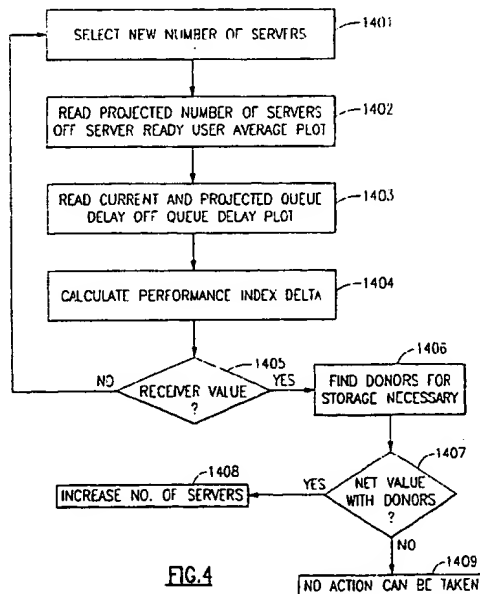 SELECT NEW NUMBER OF SERVERS
1401
READ PROJECTED NUMBER OF SERVERS
OFF SERVER READY USER AVERAGE PLOT
1402
READ CURRENT AND PROJECTED QUEUE
DELAY OFF QUEUE DELAY PLOT
1403
CALCULATE PERFORMANCE INDEX DELTA
1404
1405
NO
RECEIVER VALUE
?
YES
1406
FIND DONORS FOR
STORAGE NECESSARY
1407
NET VALUE
WITH DONORS
?
YES
1408
INCREASE NO. OF SERVERS
NO
1409
NO ACTION CAN BE TAKEN
FIG.4